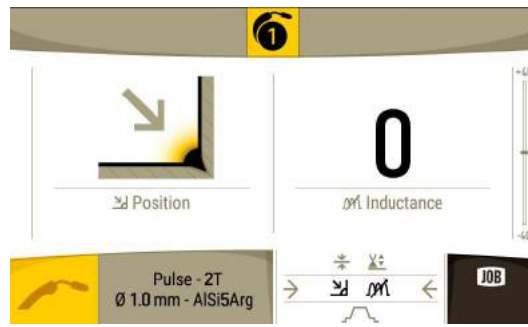 1
0
Position
Inductance
Pulse - 2T
Ø 1.0 mm - AlSi5Arg
JOB